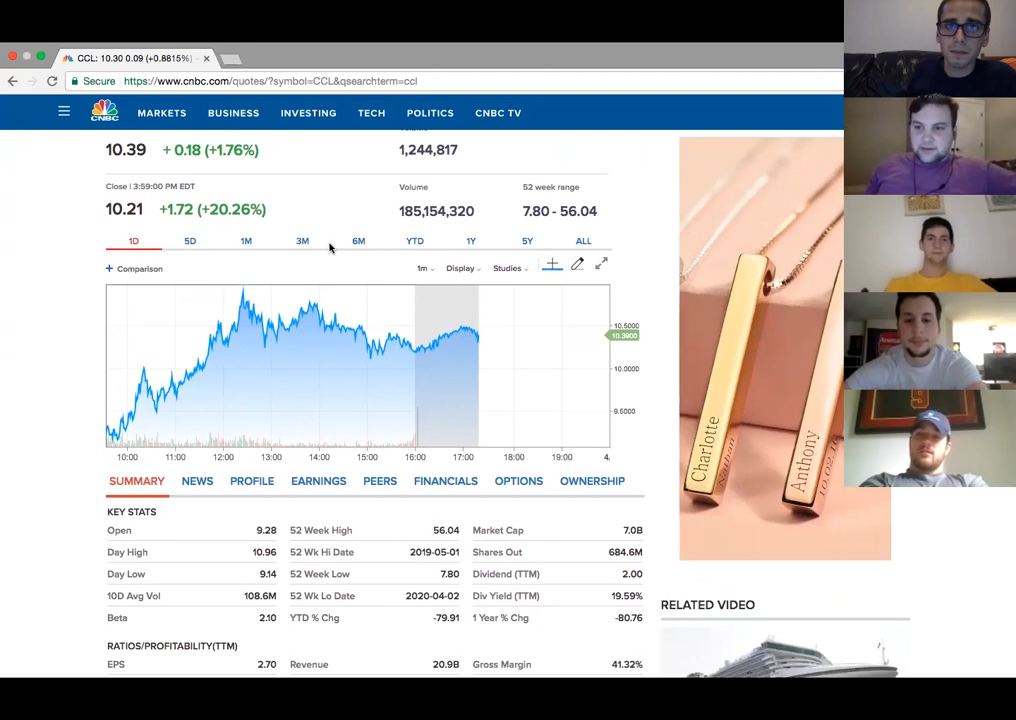 CCL: 10.30 0.09 (+0.8815%)
Secure https://www.cnbc.com/quotes/?symbol=CCL&qsearchterm=ccl
CNBC MARKETS BUSINESS INVESTING TECH POLITICS CNBC TV
10.39 + 0.18 (+1.76%) 1,244,817
Close | 3:59:00 PM EDT Volume 52 week range
10.21 +1.72 (+20.26%) 185,154,320 7.80 - 56.04
1D 5D 1M 3M 6M YTD 1Y 5Y ALL
+ Comparison 1m Display Studies
10.5000
10.3900
10.0000
9.5000
10:00 11:00 12:00 13:00 14:00 15:00 16:00 17:00 18:00 19:00 4.
SUMMARY NEWS PROFILE EARNINGS PEERS FINANCIALS OPTIONS OWNERSHIP
KEY STATS
Open 9.28 52 Week High 56.04 Market Cap 7.0B
Day High 10.96 52 Wk Hi Date 2019-05-01 Shares Out 684.6M
Day Low 9.14 52 Week Low 7.80 Dividend (TTM) 2.00
10D Avg Vol 108.6M 52 Wk Lo Date 2020-04-02 Div Yield (TTM) 19.59%
Beta 2.10 YTD % Chg -79.91 1 Year % Chg -80.76
RATIOS/PROFITABILITY(TTM)
EPS 2.70 Revenue 20.9B Gross Margin 41.32%
Charlotte
Anthony
RELATED VIDEO